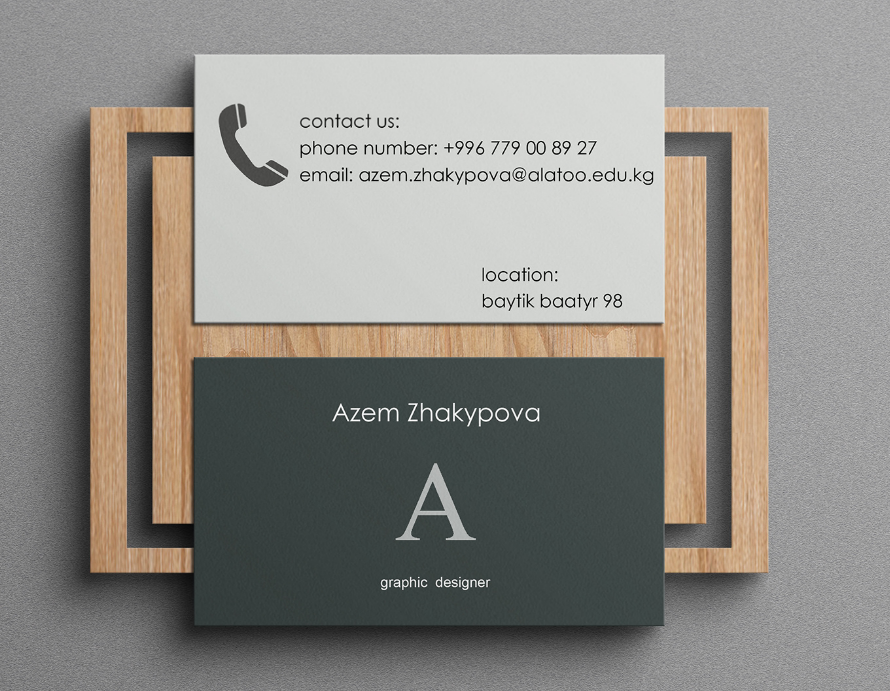 contact us:
phone number: +996 779 00 89 27
email: azem.zhakypova@alatoo.edu.kg
location:
baytik baatyr 98
Azem Zhakypova
A
graphic designer